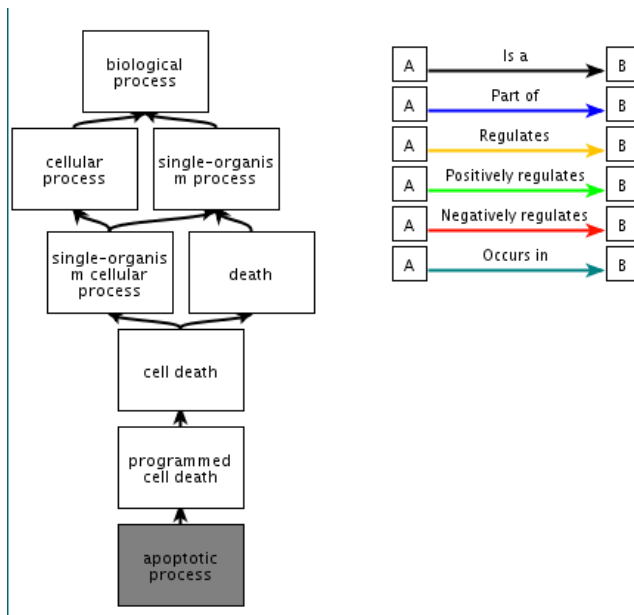 biological
process
cellular
process
single-organis
m process
single-organis
m cellular
process
death
cell death
programmed
cell death
apoptotic
process
A Is a B
A Part of B
A Regulates B
A Positively regulates B
A Negatively regulates B
A Occurs in B